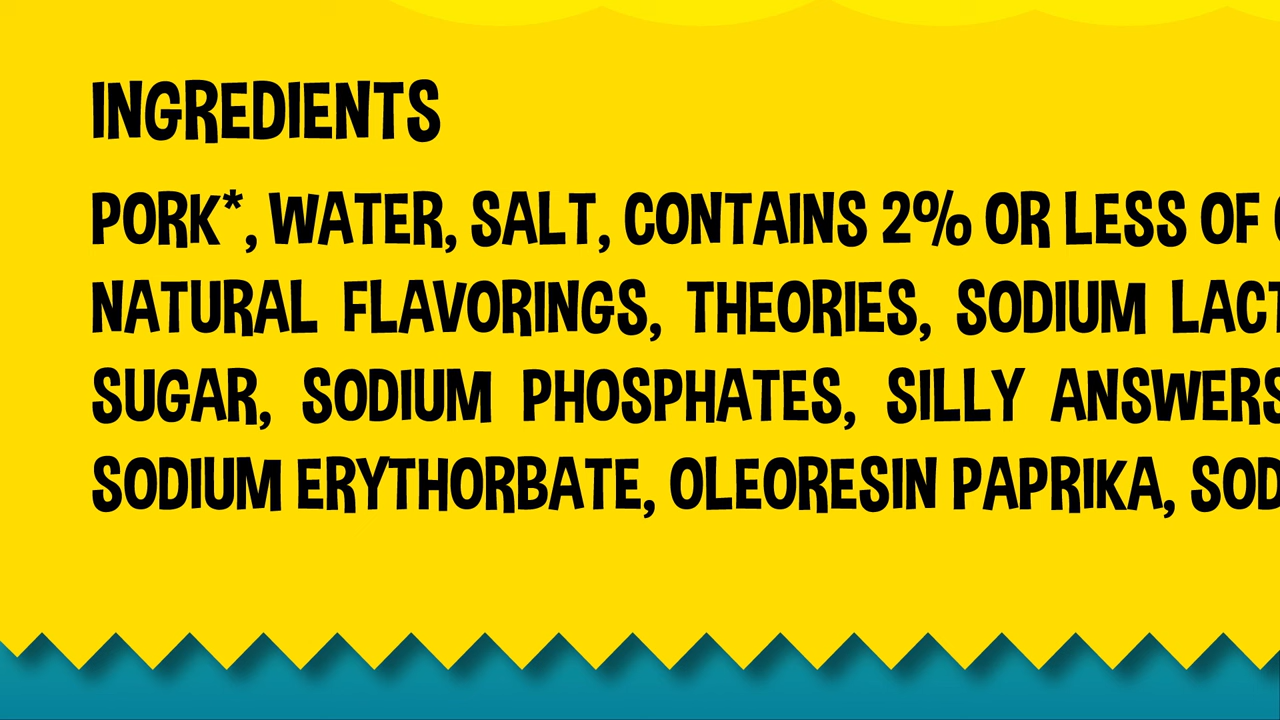 INGREDIENTS
PORK*, WATER, SALT, CONTAINS 2% OR LESS OF
NATURAL FLAVORINGS, THEORIES, SODIUM
SUGAR, SODIUM PHOSPHATES, SILLY ANSWERS
SODIUM ERYTHORBATE, OLEORESIN PAPRIKA,